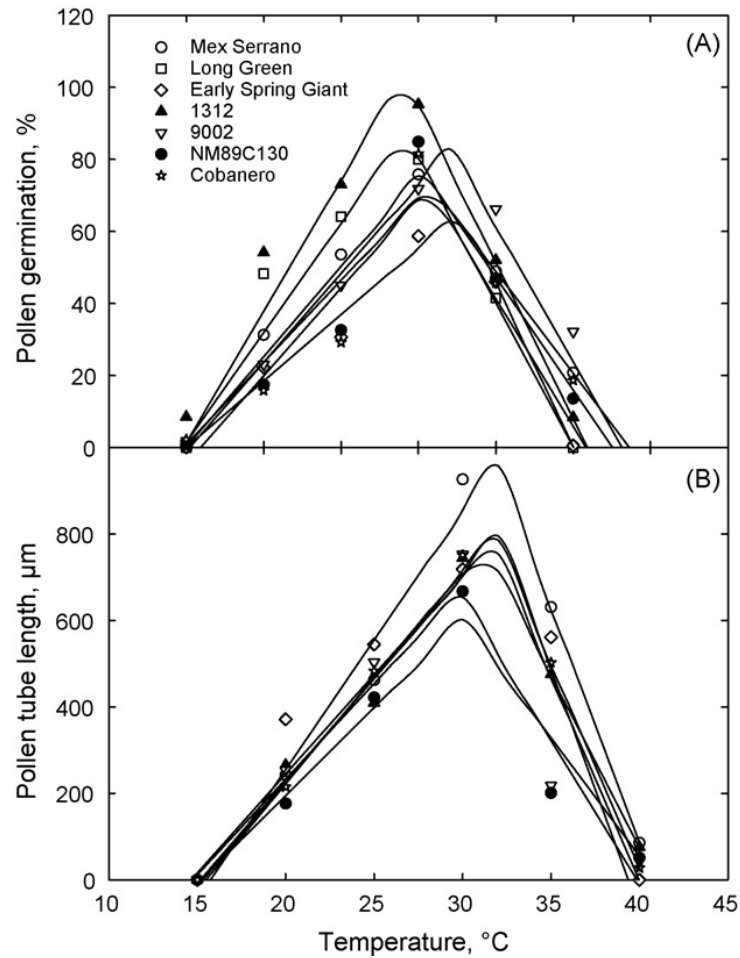 120
(A)
Mex Serrano
Long Green
Early Spring Giant
1312
9002
NM89C130
Cobanero
100
80
60
40
20
0
Pollen germination, %
(B)
800
600
400
200
0
Pollen tube length, µm
10 15 20 25 30 35 40 45
Temperature, °C